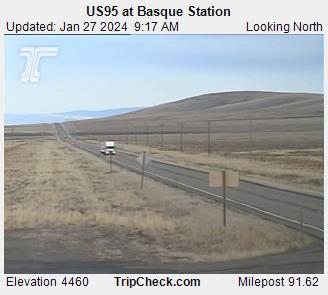 US95 at Basque Station
Updated: Jan 27 2024 9:17 AM Looking North
Elevation 4460 TripCheck.com Milepost 91.62